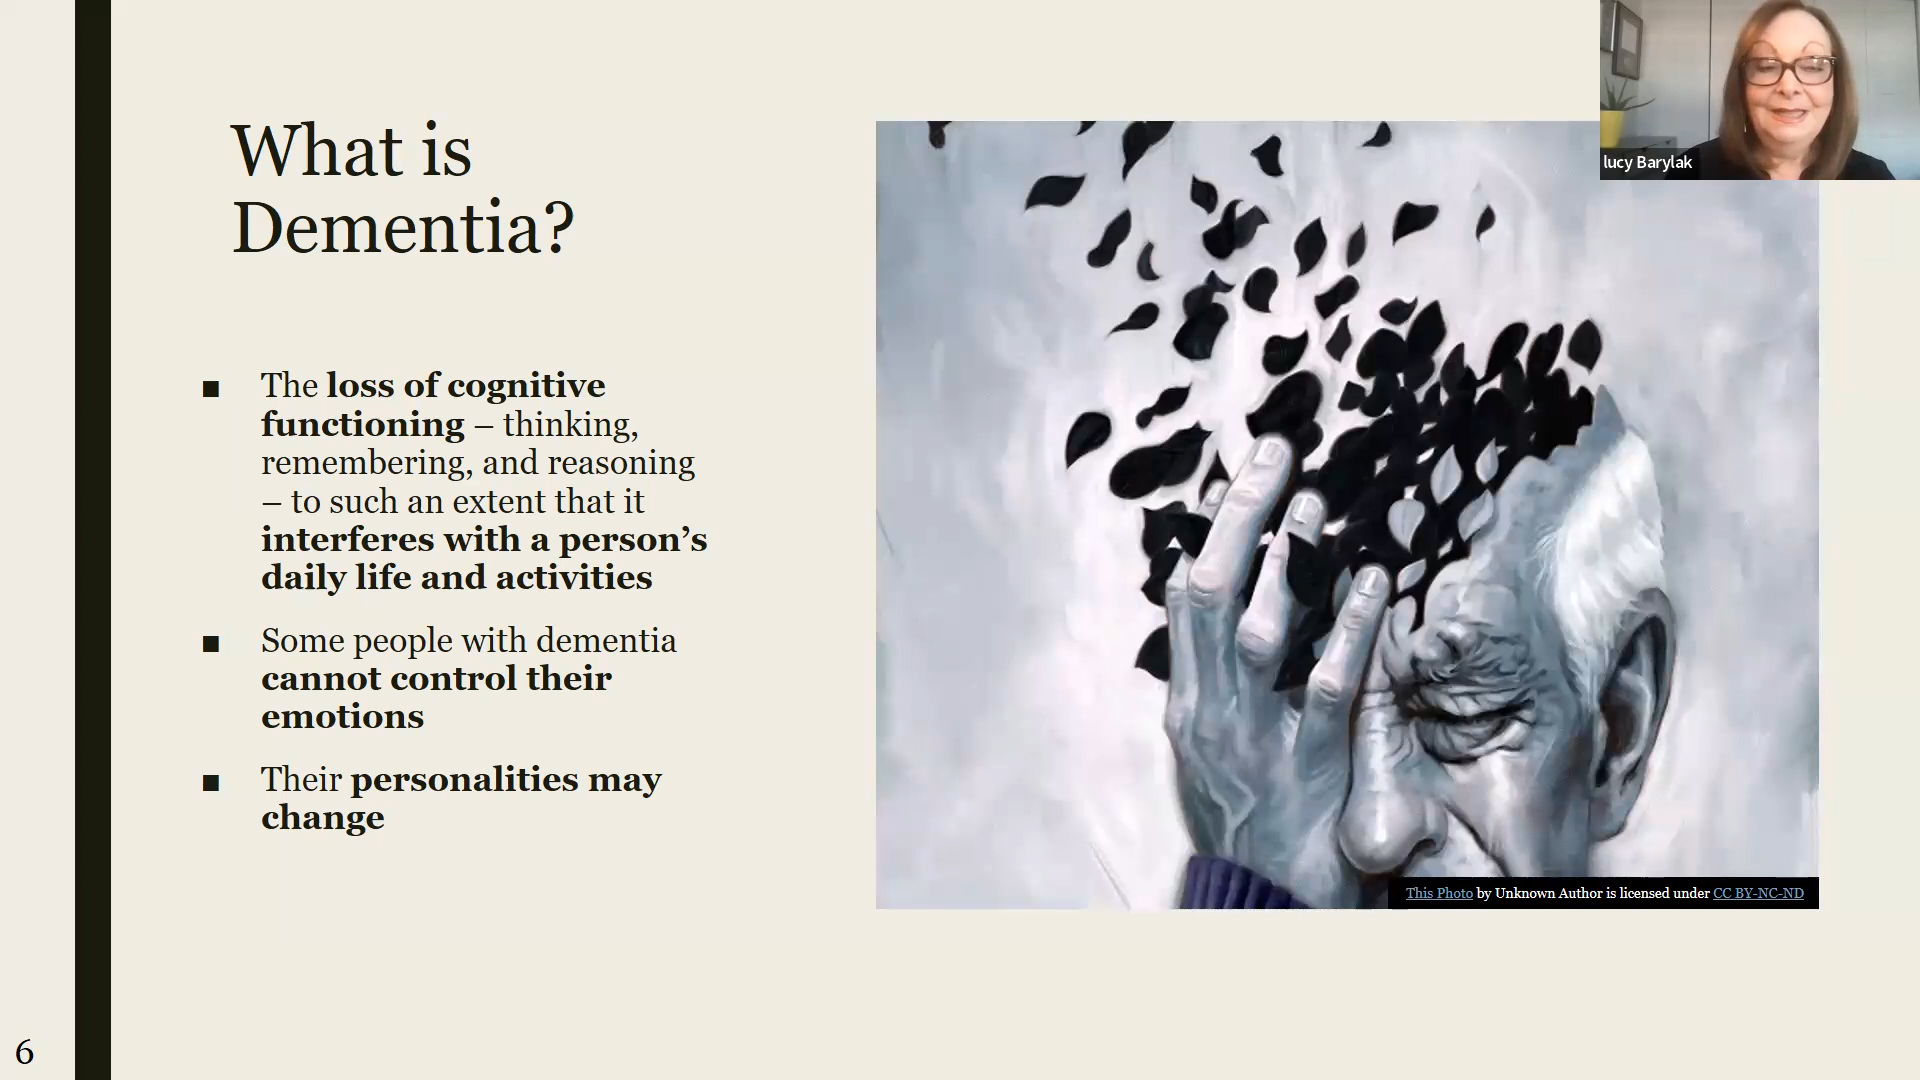 What is
Dementia?
■ The loss of cognitive
functioning – thinking,
remembering, and reasoning
– to such an extent that it
interferes with a person’s
daily life and activities
■ Some people with dementia
cannot control their
emotions
■ Their personalities may
change
lucy Barylak
This Photo by Unknown Author is licensed under CC BY-NC-ND
6